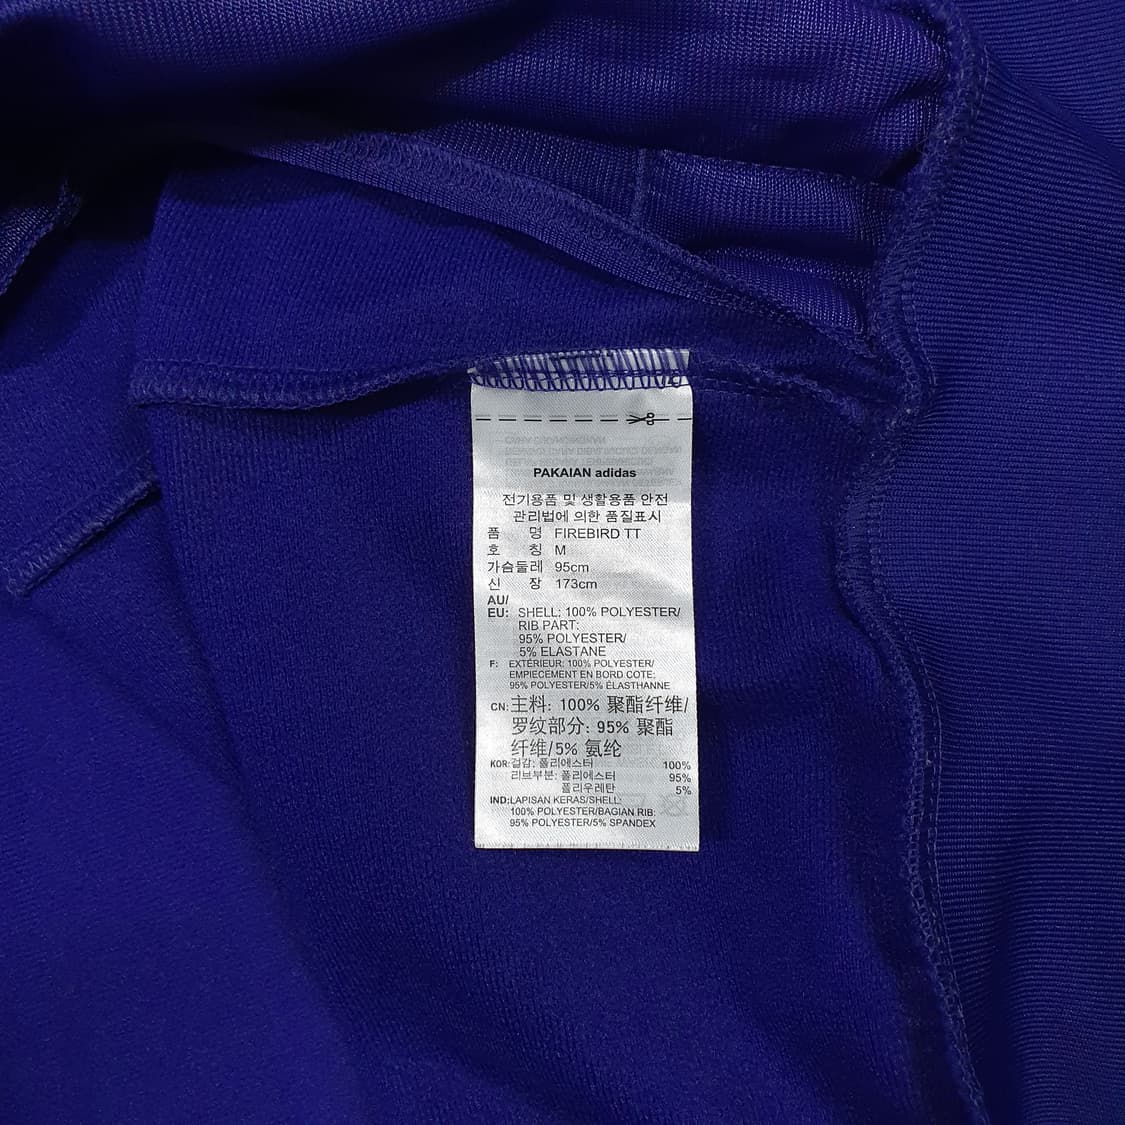 PAKAIAN adidas
전기용품 및 생활용품 안전
관리법에 의한 품질표시
품 명 FIREBIRD TT
호 칭 M
가슴둘레 95cm
신 장 173cm
AU/
EU: SHELL: 100% POLYESTER/
RIB PART:
95% POLYESTER/
5% ELASTANE
F: EXTÉRIEUR: 100% POLYESTER/
EMPIECEMENT EN BORD COTE:
95% POLYESTER/5% ÉLASTHANNE
CN: 主料: 100% 聚酯纤维/
罗纹部分: 95% 聚酯
纤维/5% 氨纶
KOR: 겉감: 폴리에스터 100%
리브부분: 폴리에스터 95%
폴리우레탄 5%
IND: LAPISAN KERAS/SHELL:
100% POLYESTER/BAGIAN RIB:
95% POLYESTER/5% SPANDEX